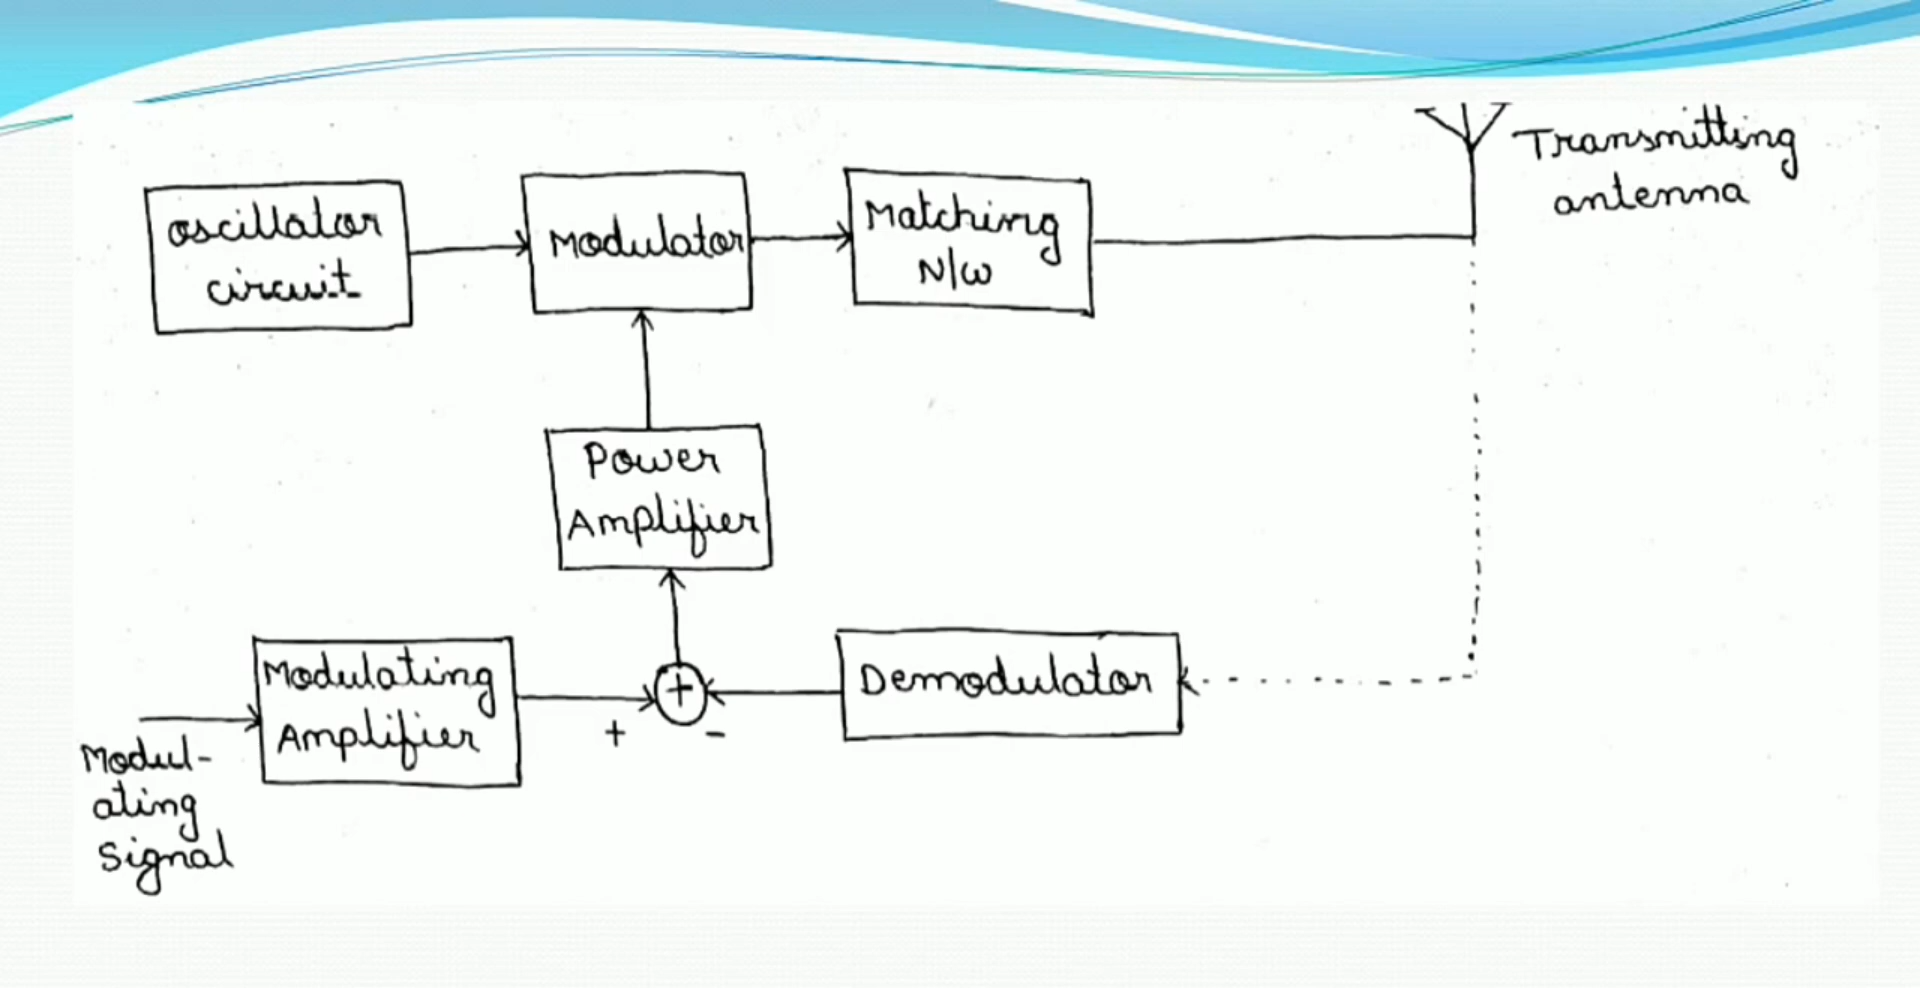 Transmitting
antenna
oscillator
circuit
Modulator
Matching
N/w
Power
Amplifier
Modulating
Amplifier
+
+
-
Demodulator
Modul-
ating
signal